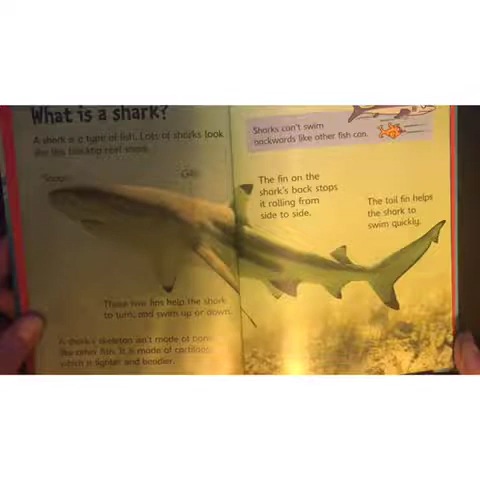 What is a shark?
A shark is a type of fish. Lots of sharks look
like this blacktip reef shark.
Snout
Gills
These two fins help the shark
to turn, and swim up or down.
A shark's skeleton isn't made of bone
like other fish. It is made of cartilage,
which is lighter and bendier.
Sharks can't swim
backwards like other fish can.
The fin on the
shark's back stops
it rolling from
side to side.
The tail fin helps
the shark to
swim quickly.